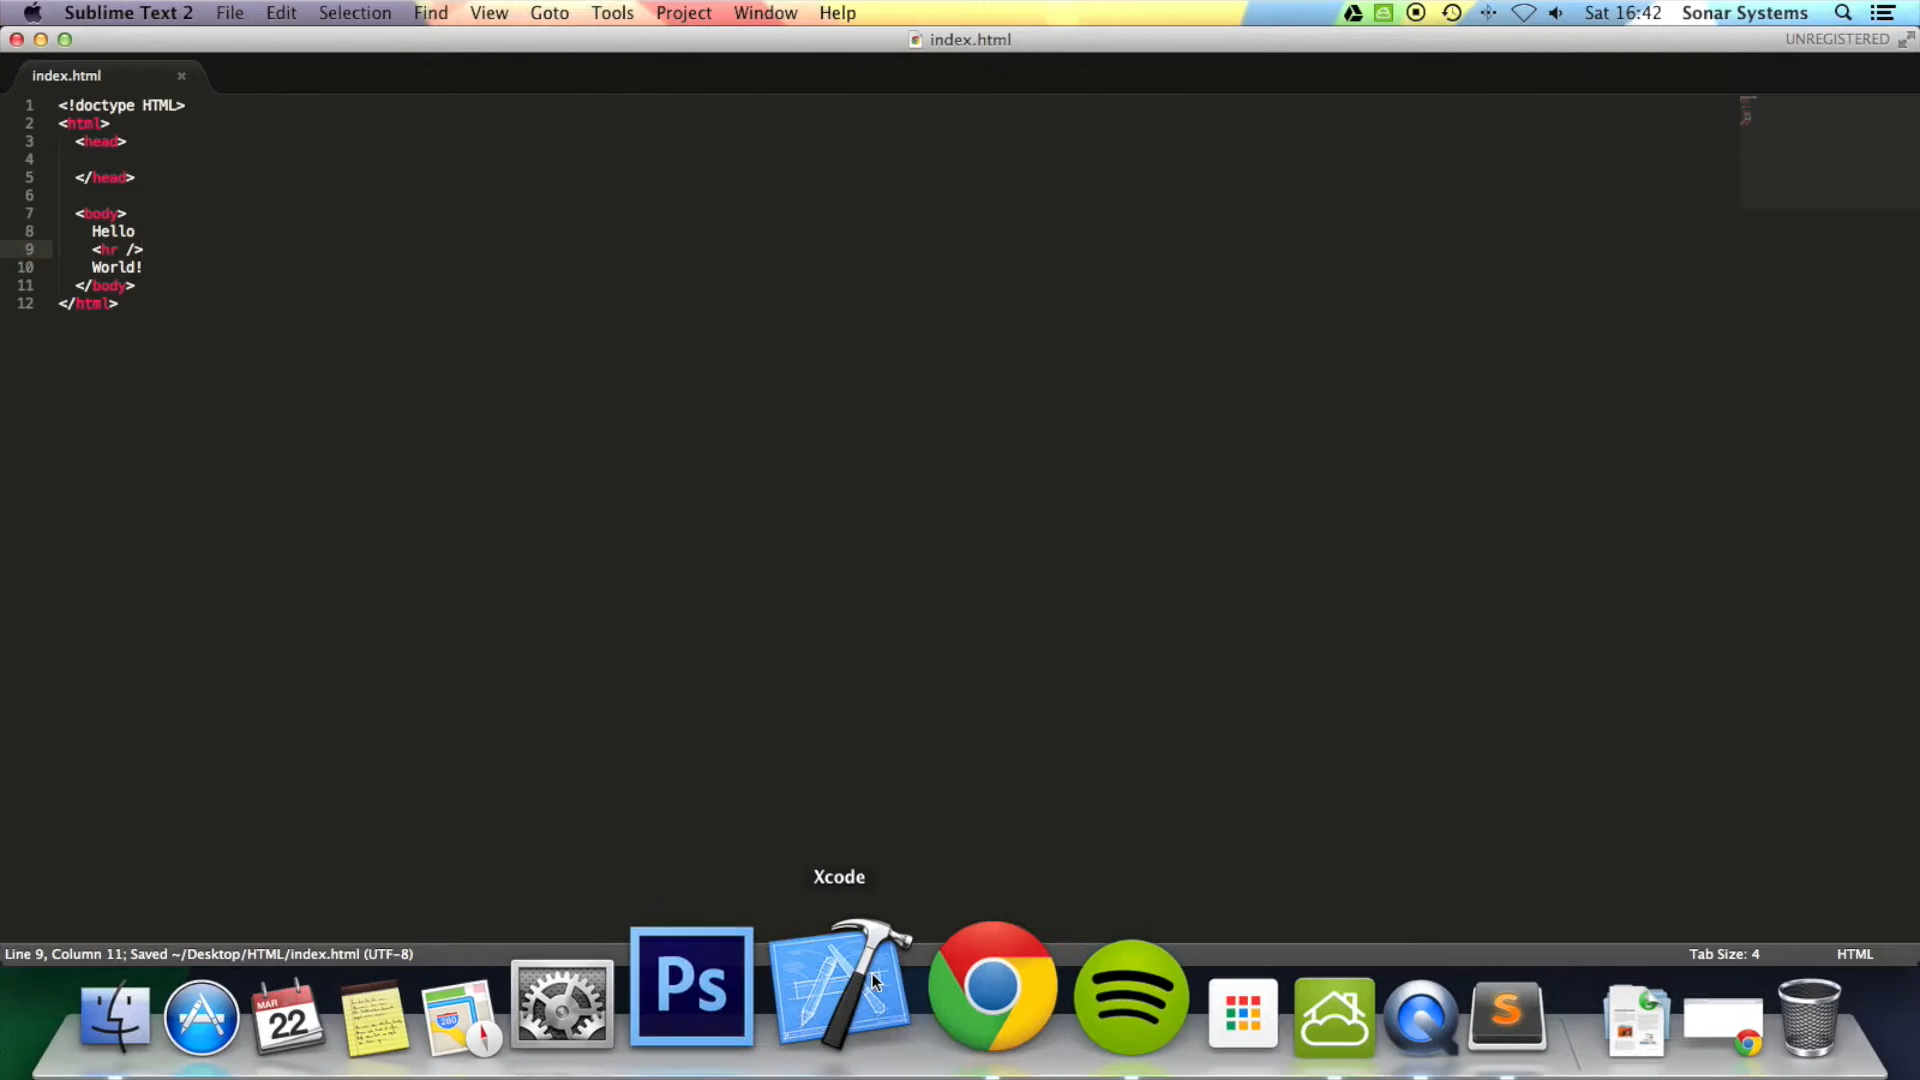 Sublime Text 2 File Edit Selection Find View Goto Tools Project Window Help Sat 16:42 Sonar Systems
index.html UNREGISTERED
index.html ×
1 <!doctype HTML>
2 <html>
3 <head>
4
5 </head>
6
7 <body>
8 Hello
9 <hr />
10 World!
11 </body>
12 </html>
Xcode
Line 9, Column 11; Saved ~/Desktop/HTML/index.html (UTF-8) Tab Size: 4 HTML
MAR
22
280
Ps
S